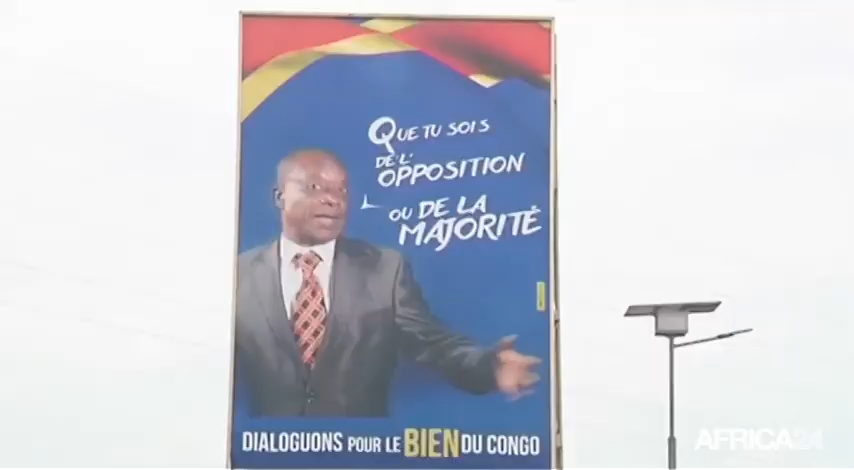 QUE TU SOIS
DE L'
OPPOSITION
OU DE LA
MAJORITÉ
DIALOGUONS POUR LE BIEN DU CONGO
AFRICA24